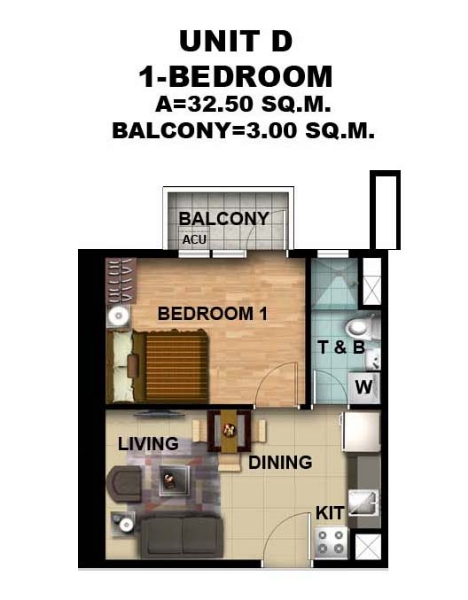 UNIT D
1-BEDROOM
A=32.50 SQ.M.
BALCONY=3.00 SQ.M.
BALCONY
ACU
BEDROOM 1
T & B
W
LIVING
DINING
KIT